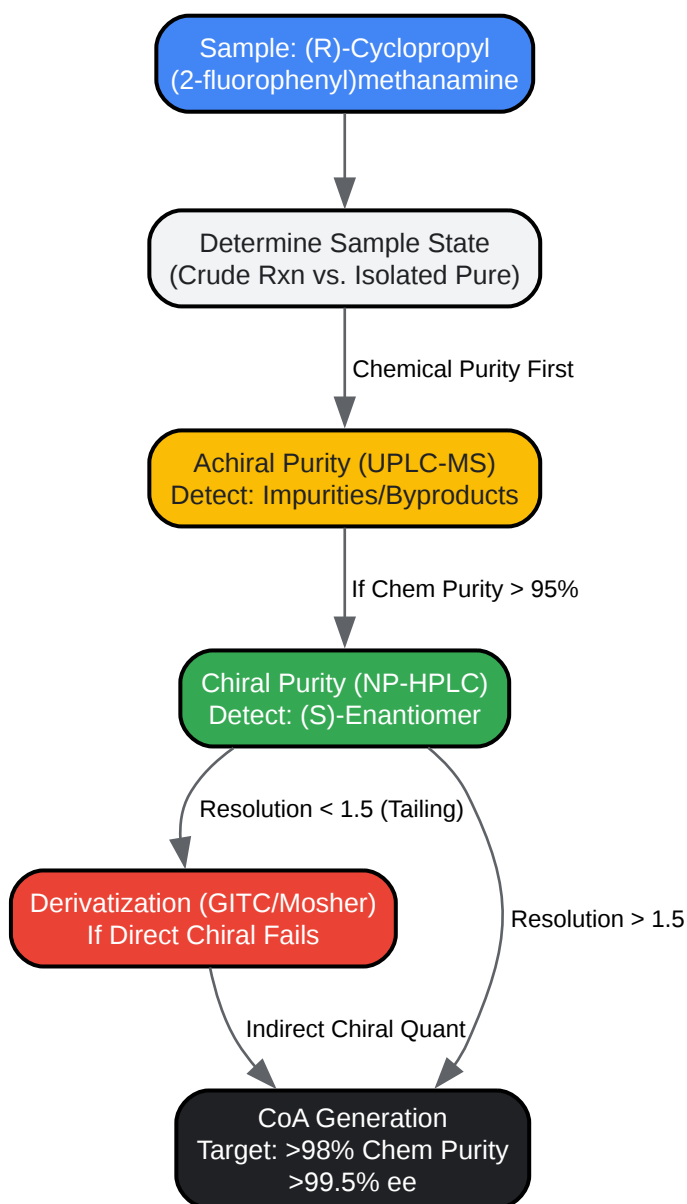 Sample: (R)-Cyclopropyl
(2-fluorophenyl)methanamine
Determine Sample State
(Crude Rxn vs. Isolated Pure)
Chemical Purity First
Achiral Purity (UPLC-MS)
Detect: Impurities/Byproducts
If Chem Purity > 95%
Chiral Purity (NP-HPLC)
Detect: (S)-Enantiomer
Resolution < 1.5 (Tailing)
Derivatization (GITC/Mosher)
If Direct Chiral Fails
Resolution > 1.5
Indirect Chiral Quant
CoA Generation
Target: >98% Chem Purity
>99.5% ee